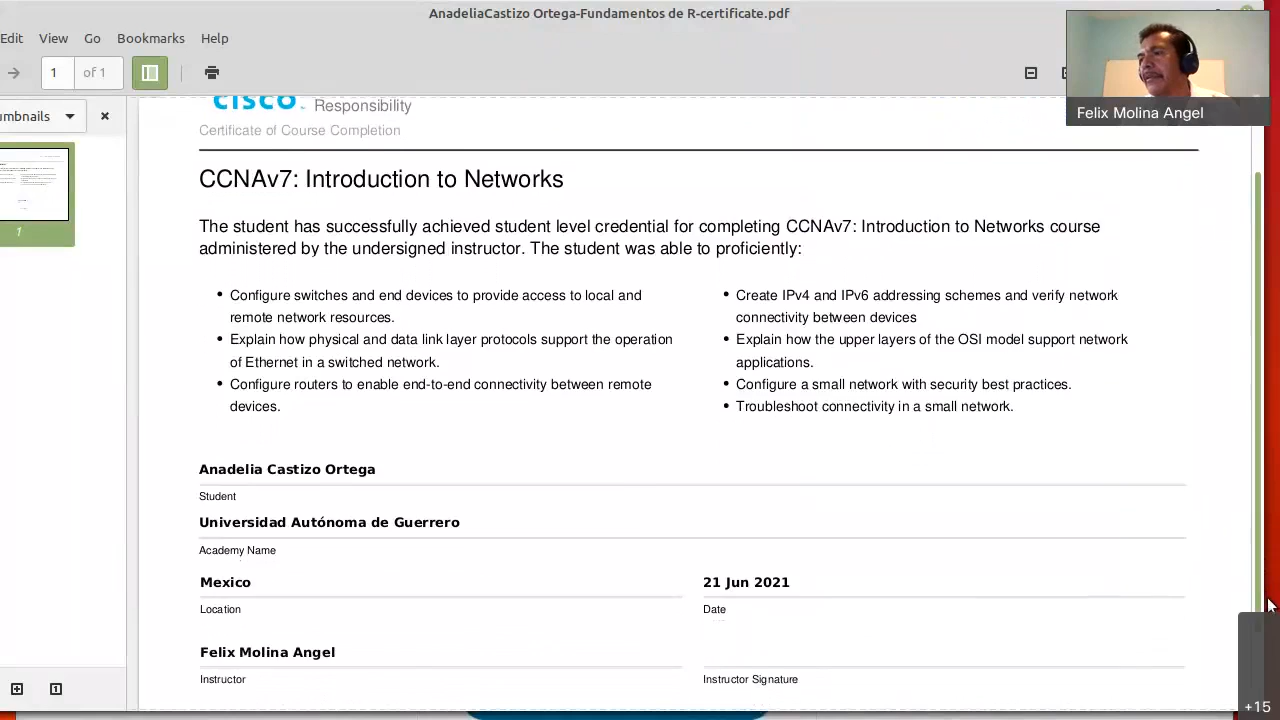 AnadeliaCastizo Ortega-Fundamentos de R-certificate.pdf
Edit View Go Bookmarks Help
1 of 1
Felix Molina Angel
cisco. Responsibility
Certificate of Course Completion
1
CCNAv7: Introduction to Networks
The student has successfully achieved student level credential for completing CCNAv7: Introduction to Networks course
administered by the undersigned instructor. The student was able to proficiently:
• Configure switches and end devices to provide access to local and
remote network resources.
• Explain how physical and data link layer protocols support the operation
of Ethernet in a switched network.
• Configure routers to enable end-to-end connectivity between remote
devices.
• Create IPv4 and IPv6 addressing schemes and verify network
connectivity between devices
• Explain how the upper layers of the OSI model support network
applications.
• Configure a small network with security best practices.
• Troubleshoot connectivity in a small network.
Anadelia Castizo Ortega
Student
Universidad Autónoma de Guerrero
Academy Name
Mexico
Location
21 Jun 2021
Date
Felix Molina Angel
Instructor
Instructor Signature
+15